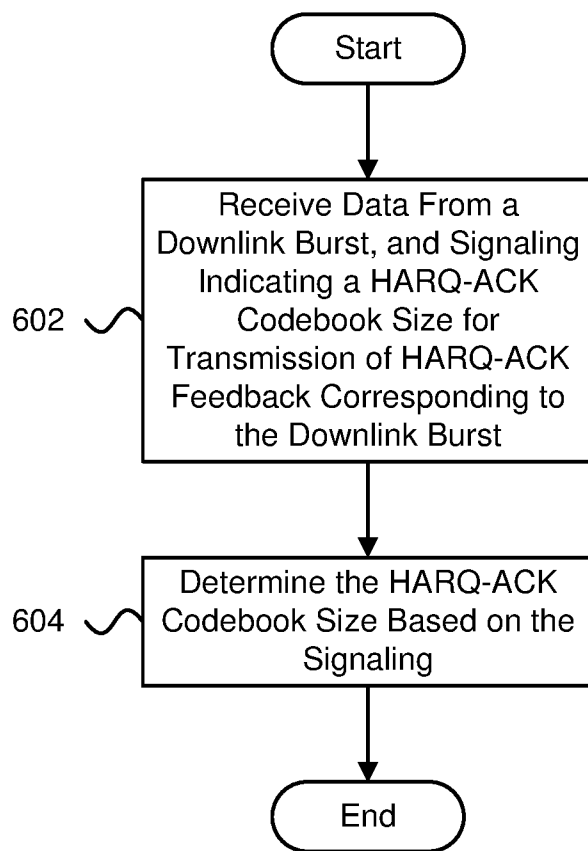 Start
Receive Data From a
Downlink Burst, and Signaling
Indicating a HARQ-ACK
Codebook Size for
Transmission of HARQ-ACK
Feedback Corresponding to
the Downlink Burst
602
Determine the HARQ-ACK
Codebook Size Based on the
Signaling
604
End